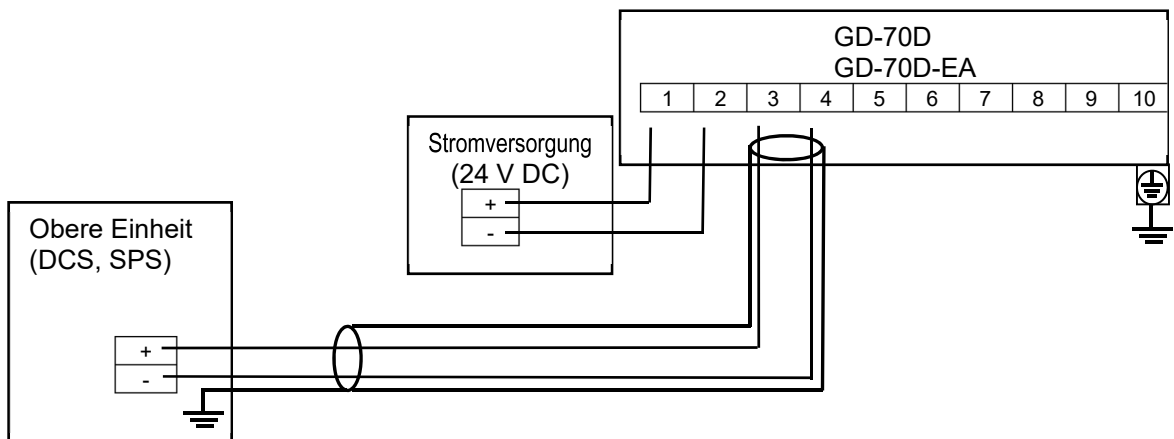 GD-70D
GD-70D-EA
1 2 3 4 5 6 7 8 9 10
Stromversorgung
(24 V DC)
+
-
Obere Einheit
(DCS, SPS)
+
-